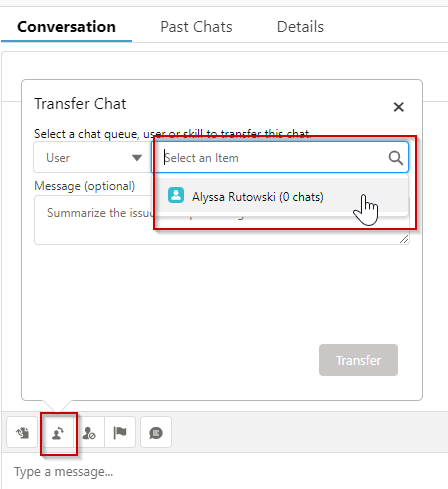 Conversation Past Chats Details
Transfer Chat
Select a chat queue, user or skill to transfer this chat.
User Select an Item
Message (optional)
Alyssa Rutowski (0 chats)
Summarize the issu
Transfer
Type a message...